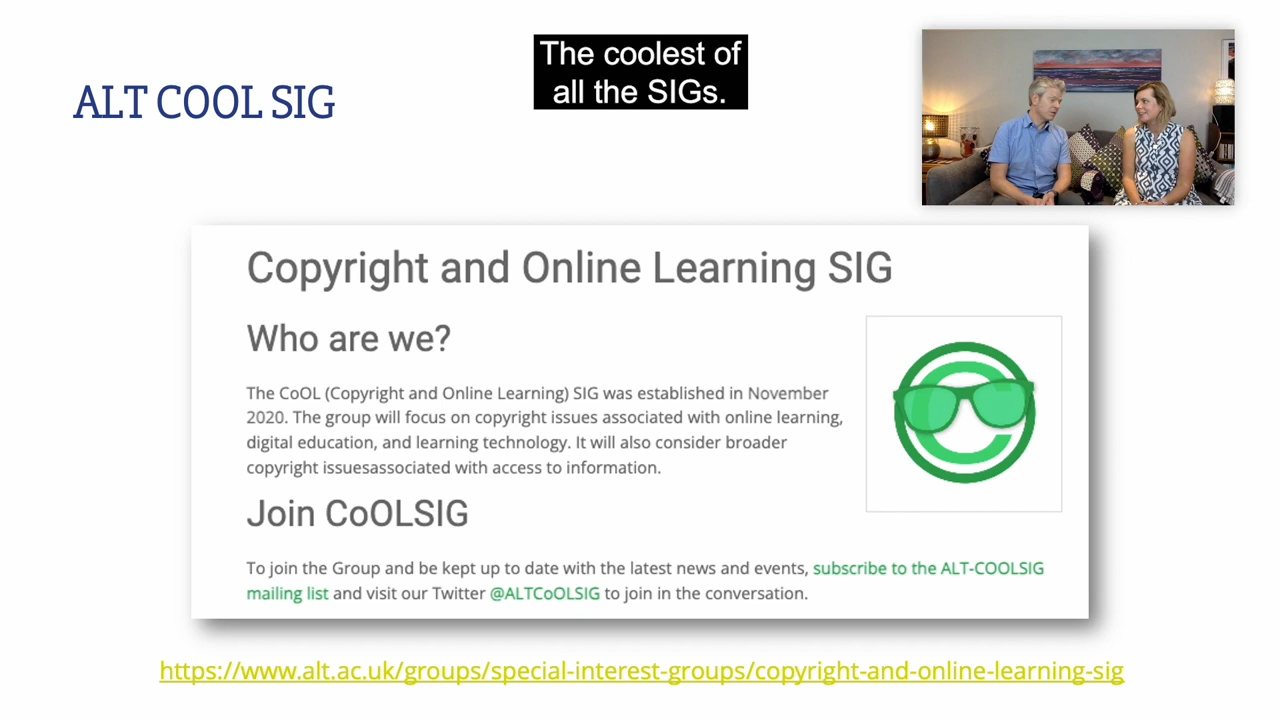 The coolest of
all the SIGs.
ALT COOL SIG
Copyright and Online Learning SIG
Who are we?
The CoOL (Copyright and Online Learning) SIG was established in November
2020. The group will focus on copyright issues associated with online learning,
digital education, and learning technology. It will also consider broader
copyright issuesassociated with access to information.
Join CoOLSIG
To join the Group and be kept up to date with the latest news and events, subscribe to the ALT-COOLSIG
mailing list and visit our Twitter @ALTCoOLSIG to join in the conversation.
https://www.alt.ac.uk/groups/special-interest-groups/copyright-and-online-learning-sig